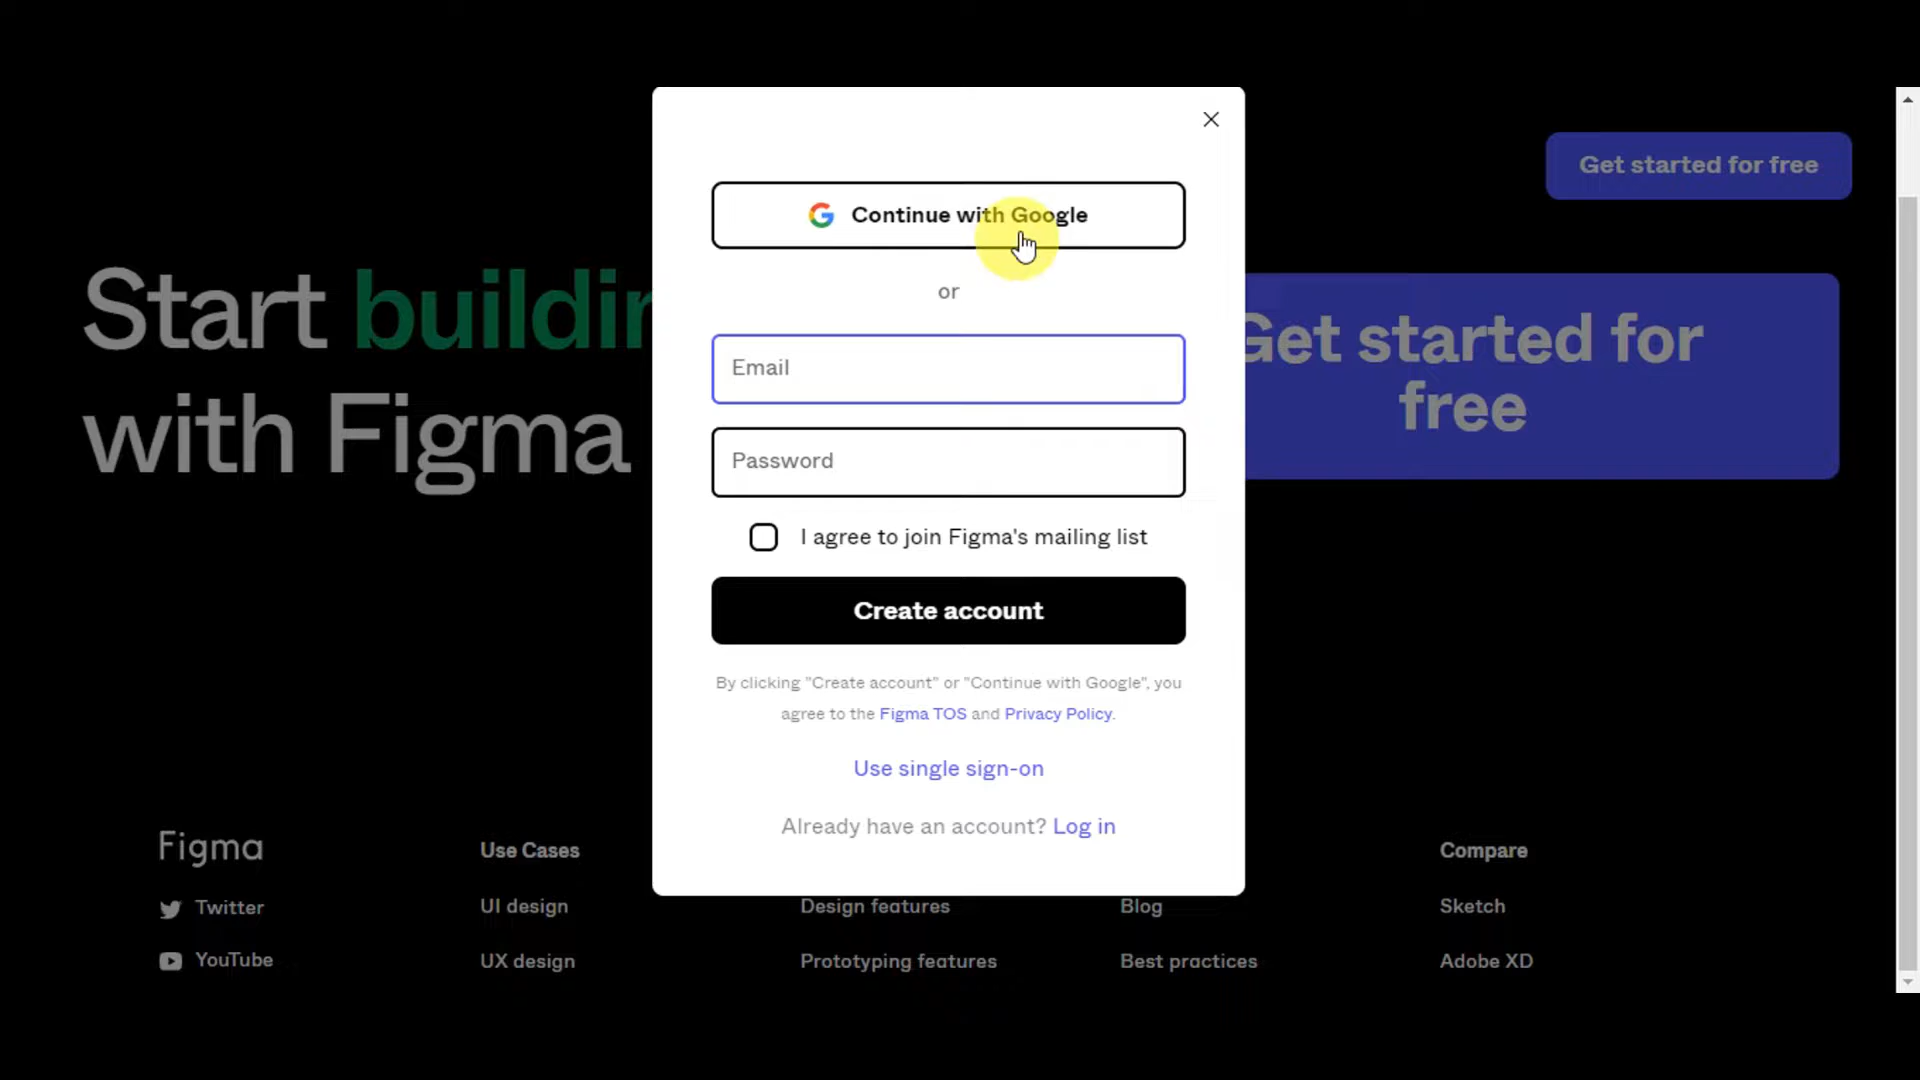 Get started for free
Continue with Google
or
Start buildin
with Figma
Get started for
free
Email
Password
I agree to join Figma's mailing list
Create account
By clicking "Create account" or "Continue with Google", you
agree to the Figma TOS and Privacy Policy.
Use single sign-on
Already have an account? Log in
Figma
Twitter
YouTube
Use Cases
UI design
UX design
Design features
Prototyping features
Blog
Best practices
Compare
Sketch
Adobe XD